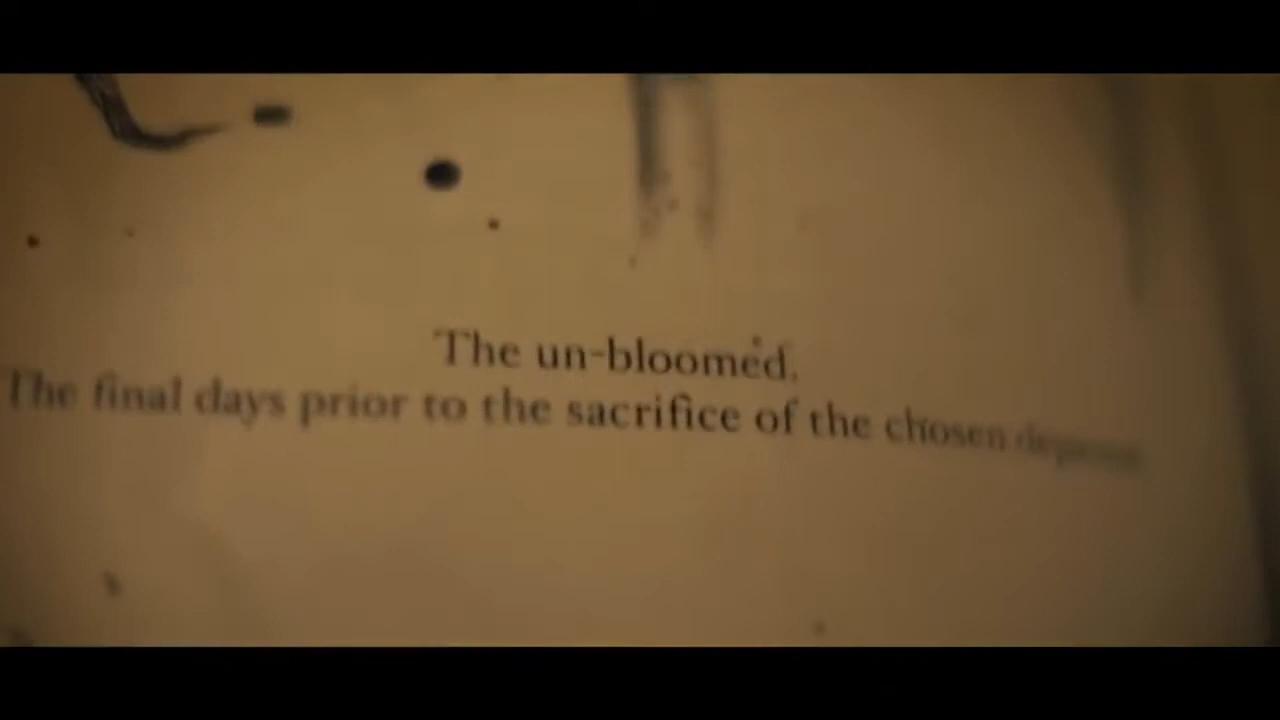 The un-bloomed.
The final days prior to the sacrifice of the chosen